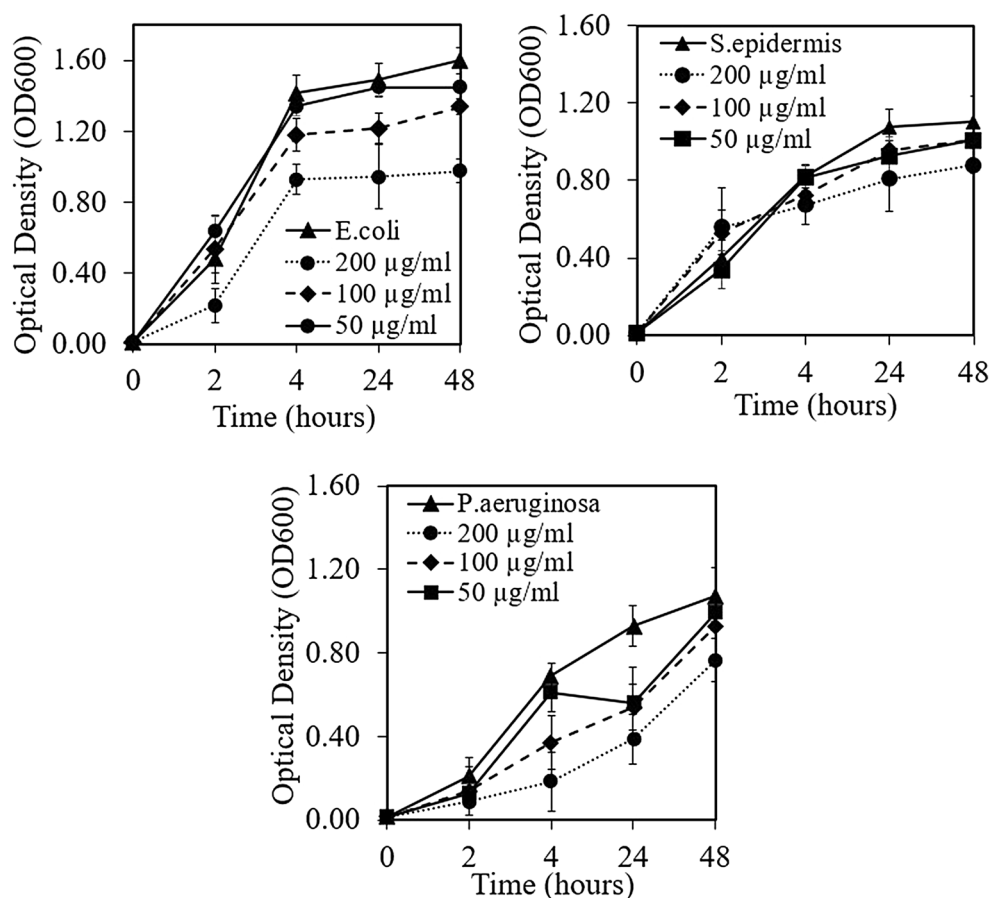 Optical Density (OD600)
1.60
1.20
0.80
0.40
0.00
E.coli
200 µg/ml
100 µg/ml
50 µg/ml
0 2 4 24 48
Time (hours)
Optical Density (OD600)
1.60
1.20
0.80
0.40
0.00
S.epidermis
200 µg/ml
100 µg/ml
50 µg/ml
0 2 4 24 48
Time (hours)
Optical Density (OD600)
1.60
1.20
0.80
0.40
0.00
P.aeruginosa
200 µg/ml
100 µg/ml
50 µg/ml
0 2 4 24 48
Time (hours)